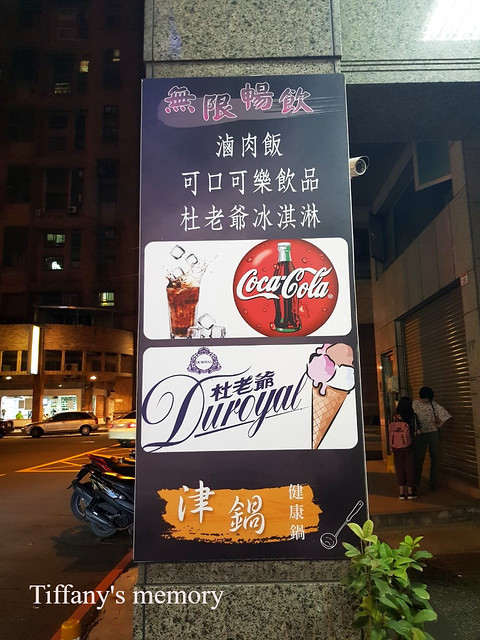 無限暢飲
滷肉飯
可口可樂飲品
杜老爺冰淇淋
Coca-Cola
杜老爺
Duroyal
津鍋
健康鍋
Tiffany's memory